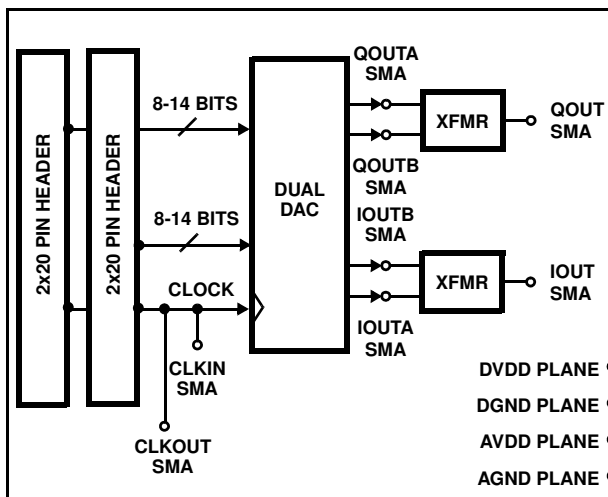 2x20 PIN HEADER
2x20 PIN HEADER
8-14 BITS
8-14 BITS
CLOCK
CLKIN
SMA
CLKOUT
SMA
DUAL
DAC
QOUTA
SMA
QOUTB
SMA
IOUTB
SMA
IOUTA
SMA
XFMR
QOUT
SMA
XFMR
IOUT
SMA
DVDD PLANE
DGND PLANE
AVDD PLANE
AGND PLANE